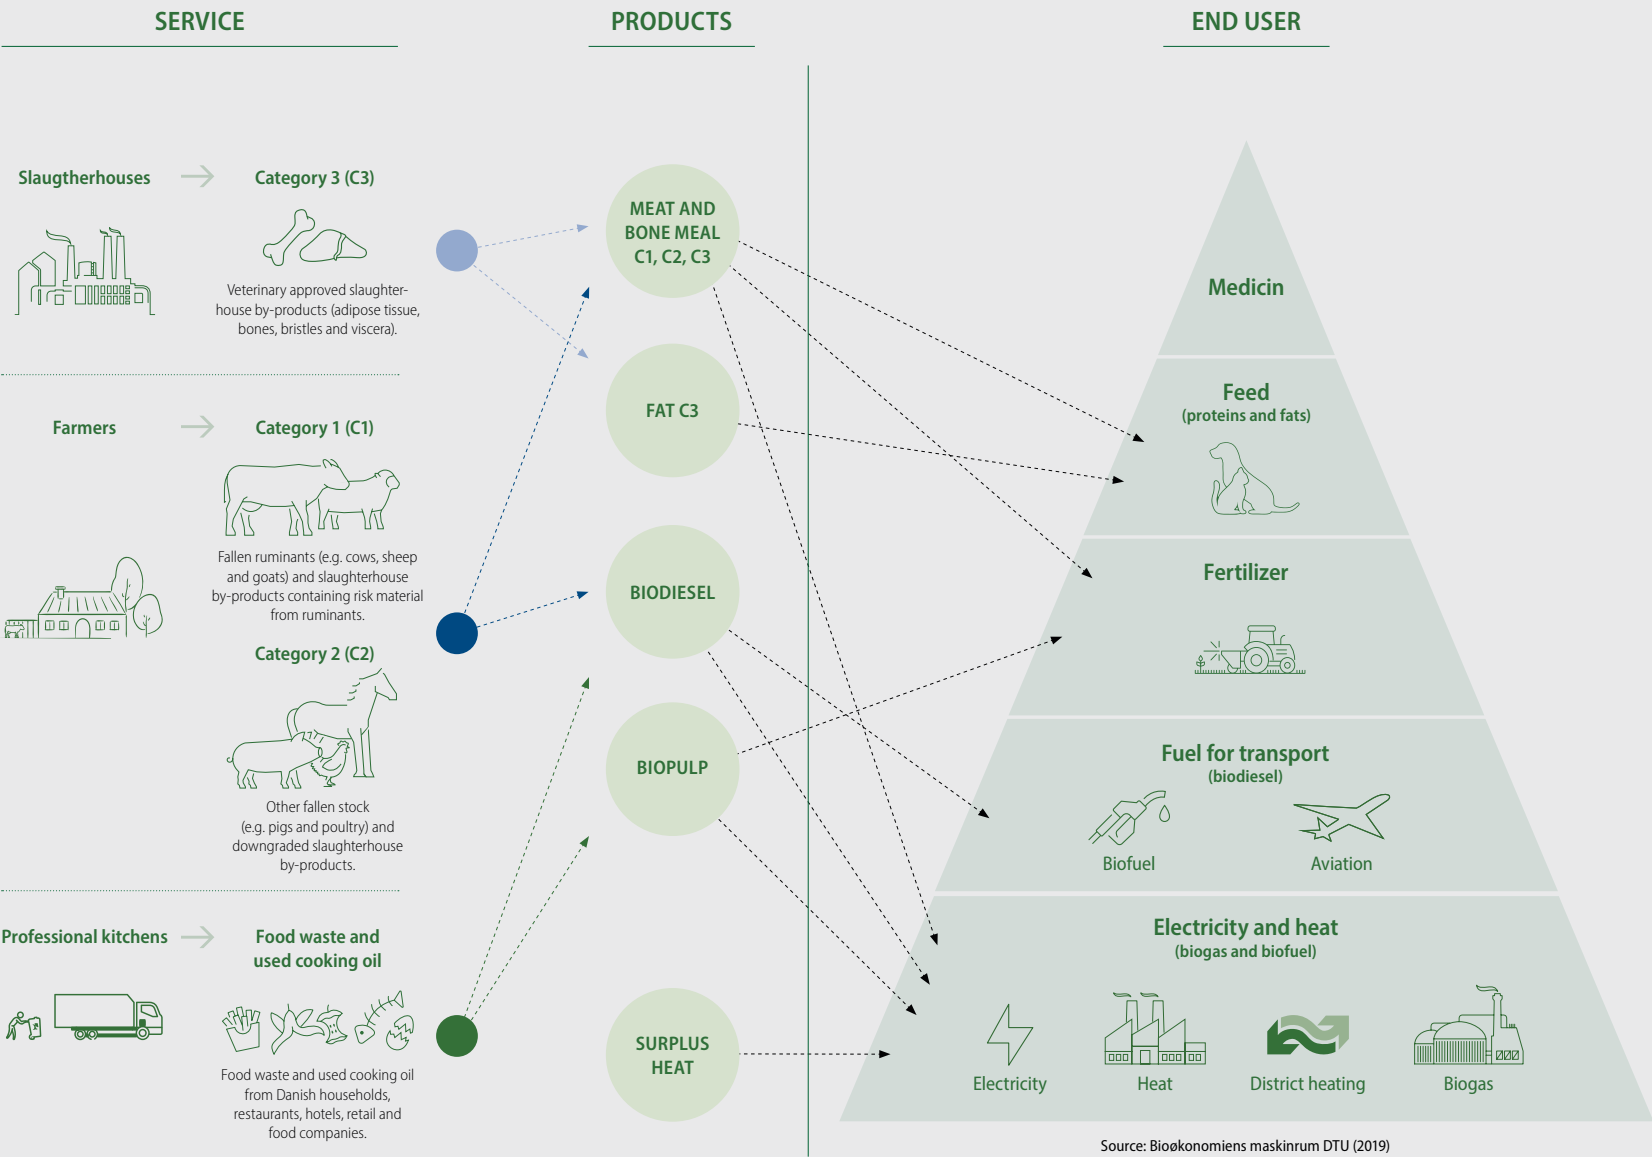 SERVICE
PRODUCTS
END USER
Slaugtherhouses
Category 3 (C3)
Veterinary approved slaughter-
house by-products (adipose tissue,
bones, bristles and viscera).
Farmers
Category 1 (C1)
Fallen ruminants (e.g. cows, sheep
and goats) and slaughterhouse
by-products containing risk material
from ruminants.
Category 2 (C2)
Other fallen stock
(e.g. pigs and poultry) and
downgraded slaughterhouse
by-products.
Professional kitchens
Food waste and
used cooking oil
Food waste and used cooking oil
from Danish households,
restaurants, hotels, retail and
food companies.
MEAT AND
BONE MEAL
C1, C2, C3
FAT C3
BIODIESEL
BIOPULP
SURPLUS
HEAT
Medicin
Feed
(proteins and fats)
Fertilizer
Fuel for transport
(biodiesel)
Biofuel
Aviation
Electricity and heat
(biogas and biofuel)
Electricity
Heat
District heating
Biogas
Source: Bioøkonomiens maskinrum DTU (2019)